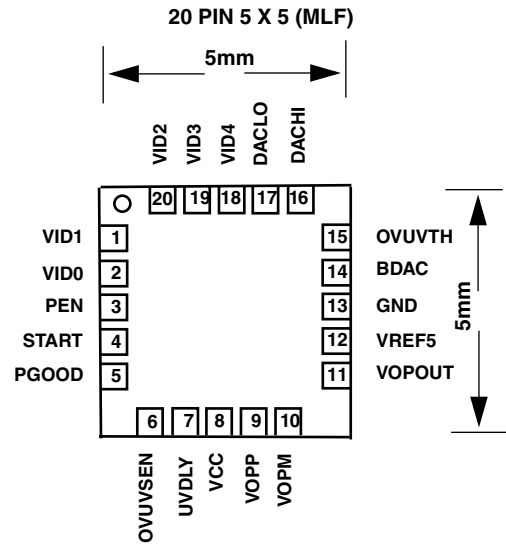 20 PIN 5 X 5 (MLF)
5mm
VID2
VID3
VID4
DACLO
DACHI
20 19 18 17 16
VID1 1
15 OVUVTH
VID0 2
14 BDAC
PEN 3
13 GND
START 4
12 VREF5
PGOOD 5
11 VOPOUT
5mm
6 7 8 9 10
OVUVSEN
UVDLY
VCC
VOPP
VOPM